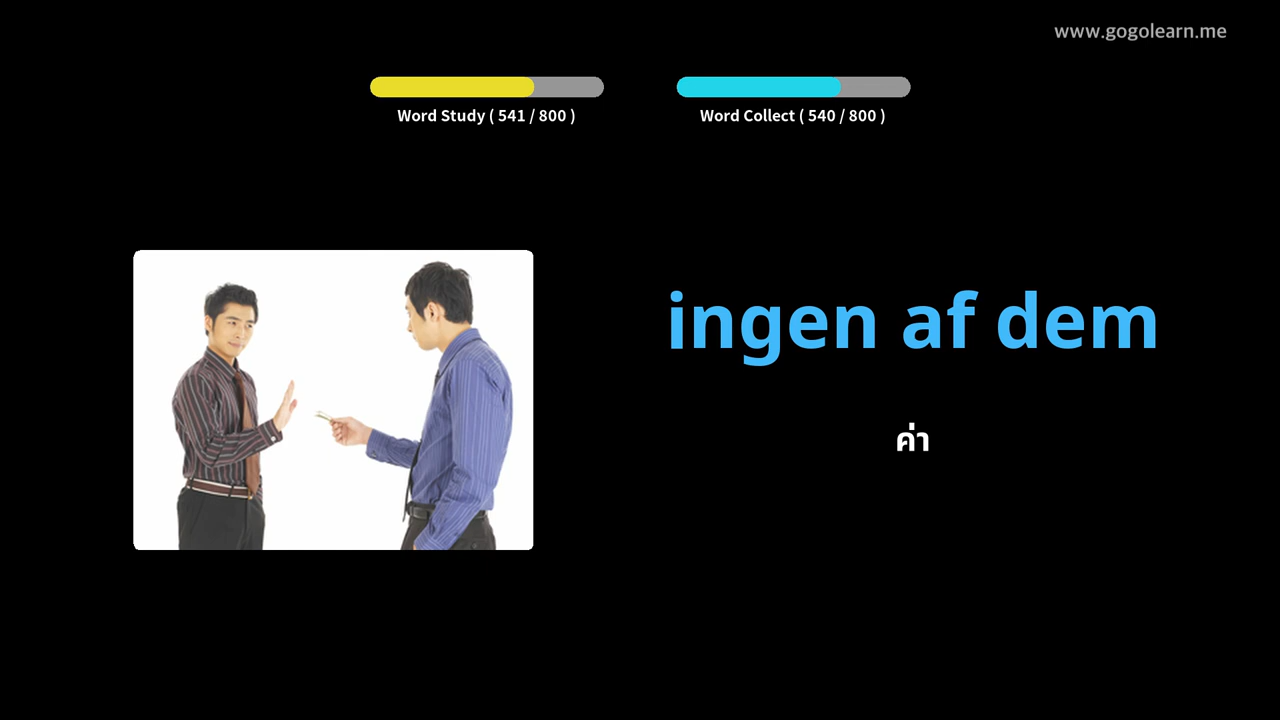 www.gogolearn.me
Word Study ( 541 / 800 )
Word Collect ( 540 / 800 )
ingen af dem
ค่า